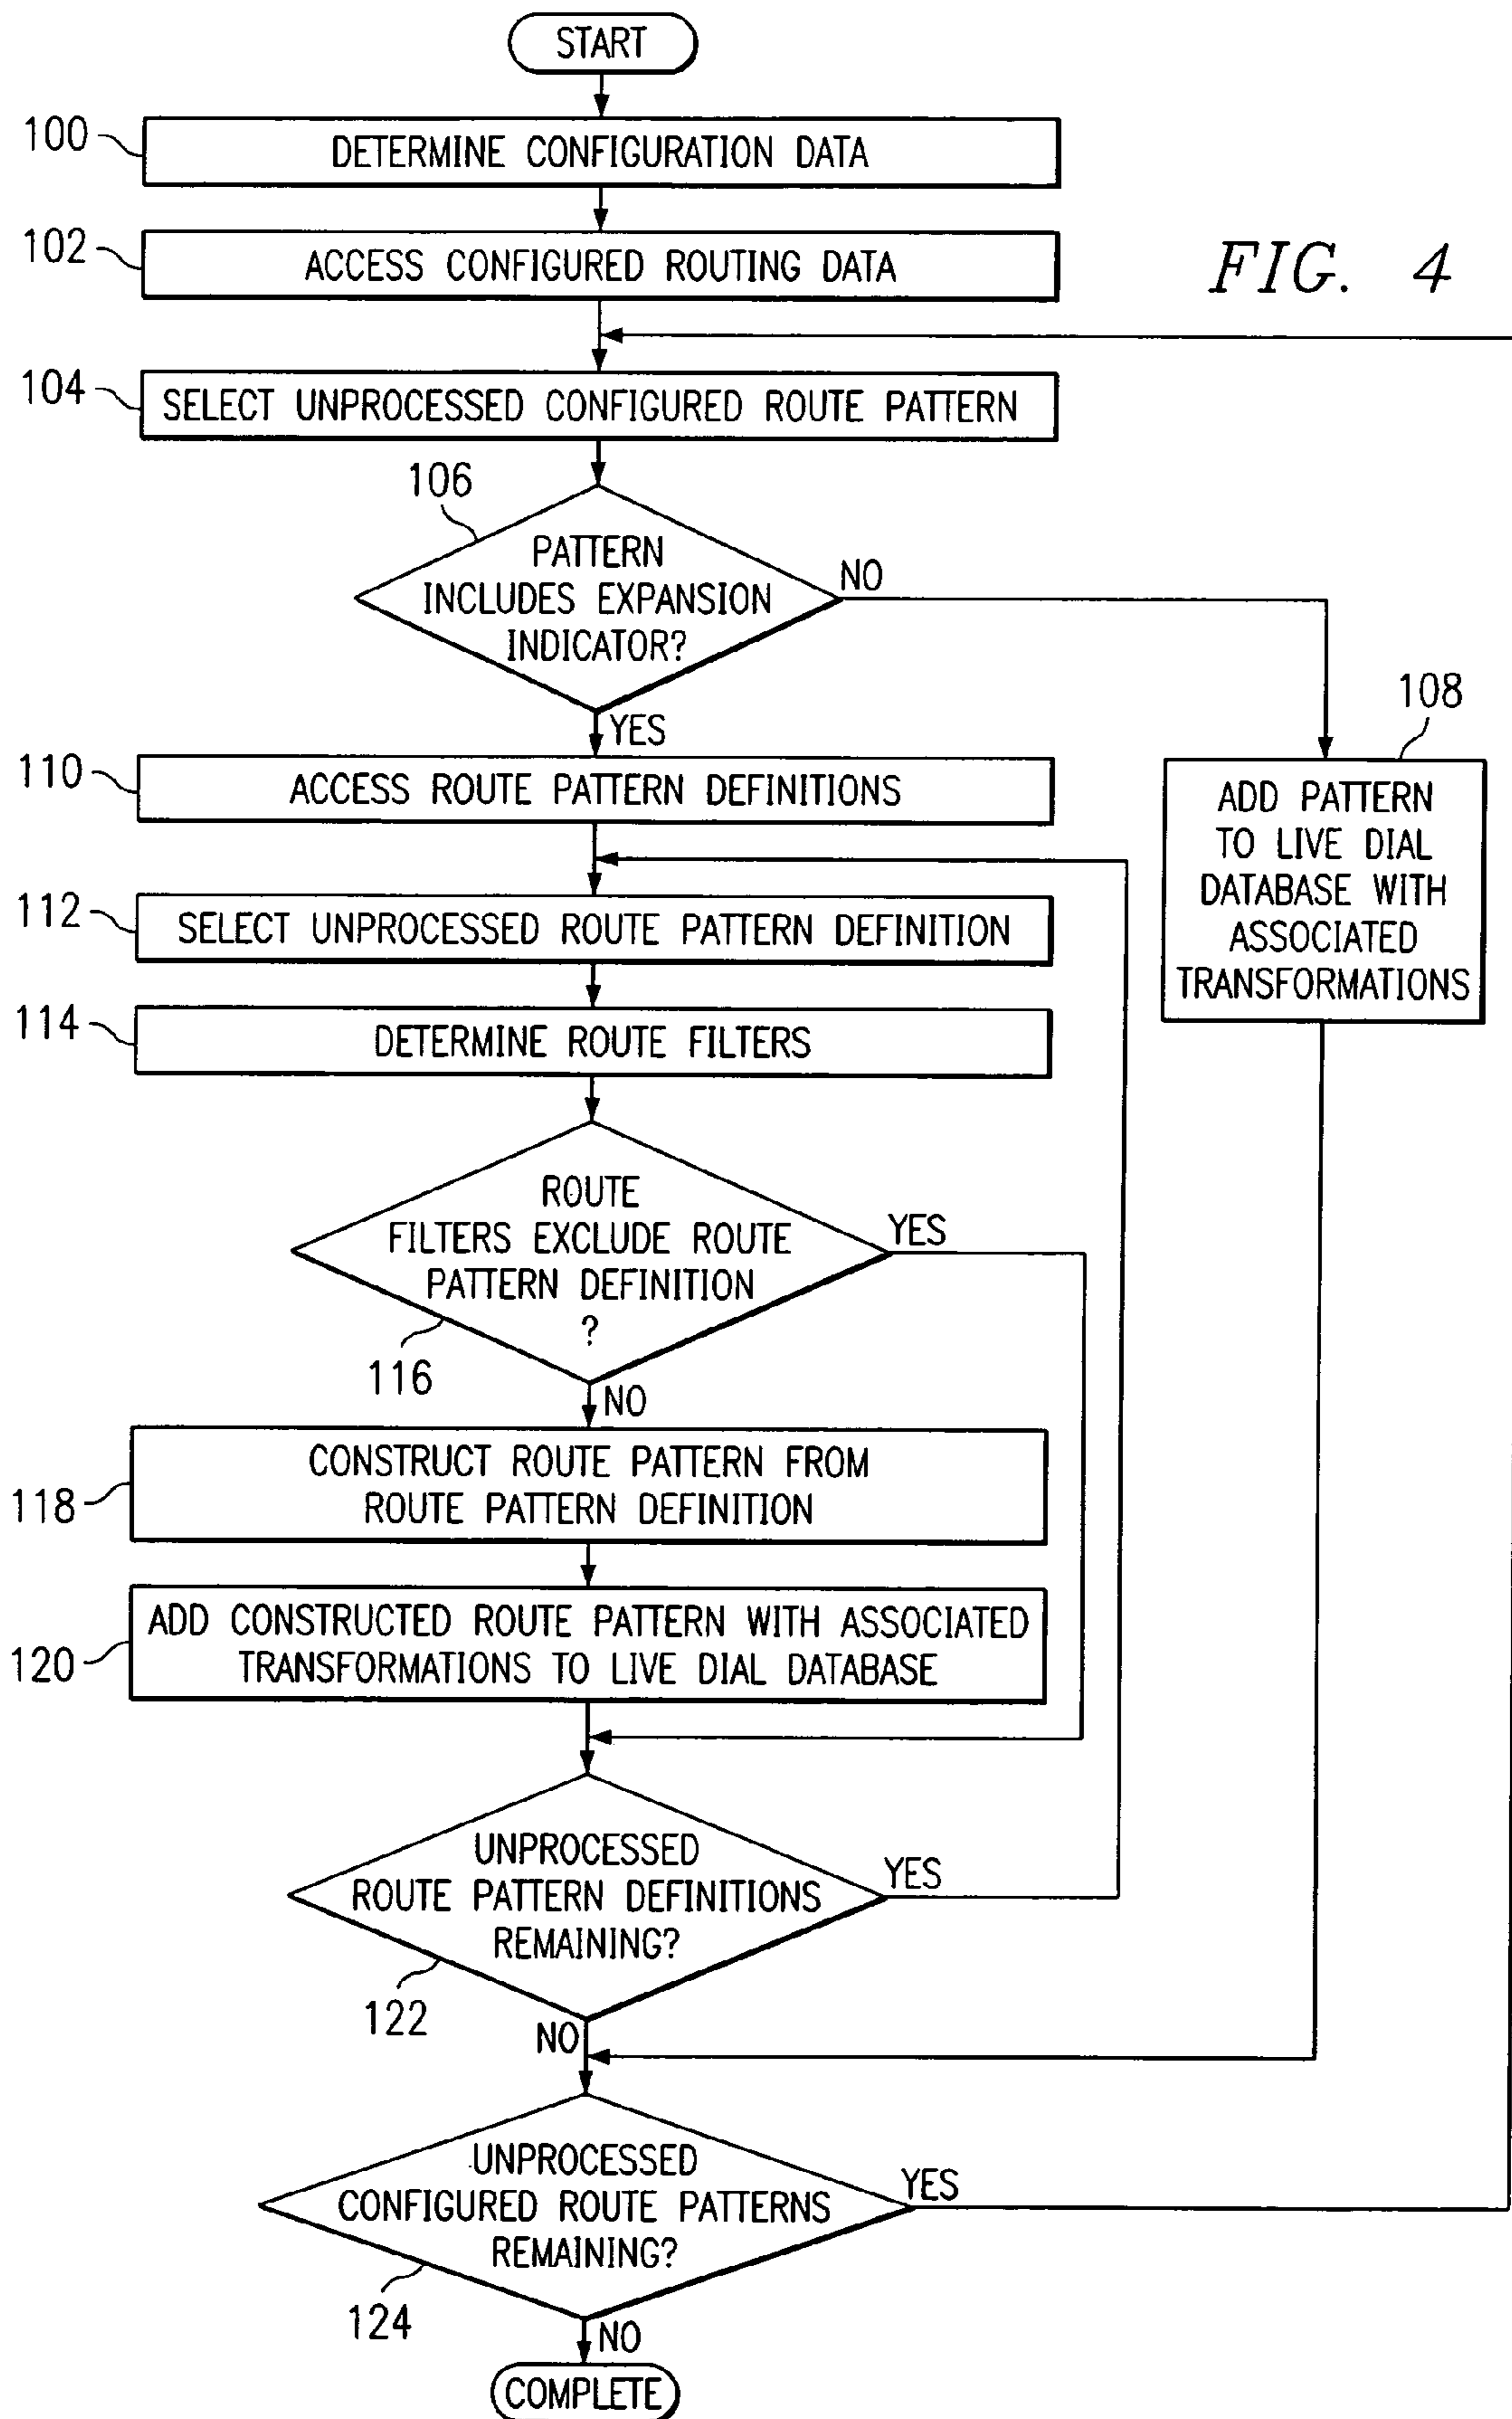 START
100
DETERMINE CONFIGURATION DATA
102
ACCESS CONFIGURED ROUTING DATA
FIG. 4
104
SELECT UNPROCESSED CONFIGURED ROUTE PATTERN
106
PATTERN
INCLUDES EXPANSION
INDICATOR?
NO
YES
108
ADD PATTERN
TO LIVE DIAL
DATABASE WITH
ASSOCIATED
TRANSFORMATIONS
110
ACCESS ROUTE PATTERN DEFINITIONS
112
SELECT UNPROCESSED ROUTE PATTERN DEFINITION
114
DETERMINE ROUTE FILTERS
ROUTE
FILTERS EXCLUDE ROUTE
PATTERN DEFINITION
?
YES
116
NO
118
CONSTRUCT ROUTE PATTERN FROM
ROUTE PATTERN DEFINITION
120
ADD CONSTRUCTED ROUTE PATTERN WITH ASSOCIATED
TRANSFORMATIONS TO LIVE DIAL DATABASE
UNPROCESSED
ROUTE PATTERN DEFINITIONS
REMAINING?
YES
122
NO
UNPROCESSED
CONFIGURED ROUTE PATTERNS
REMAINING?
YES
124
NO
COMPLETE